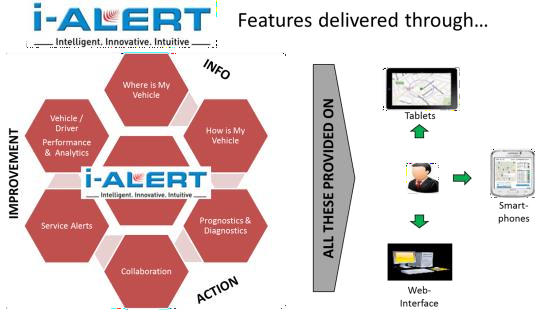 i-ALERT
Intelligent. Innovative. Intuitive
Features delivered through...
INFO
Where is My
Vehicle
How is My
Vehicle
Prognostics &
Diagnostics
ACTION
Collaboration
Service Alerts
IMPROVEMENT
Vehicle /
Driver
Performance
& Analytics
i-ALERT
Intelligent. Innovative. Intuitive
ALL THESE PROVIDED ON
Tablets
Smart-
phones
Web-
Interface